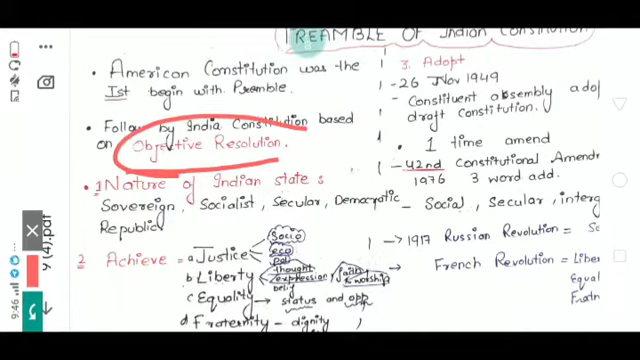 PREAMBLE OF Indian Constitution
• American Constitution was the
Ist begin with Preamble.
• Follow by India Constitution based
on Objective Resolution.
1 Nature of Indian state :
Sovereign, Socialist, Secular, Democratic
Republic
2 Achieve
a Justice
Socio
eco
pol
b Liberty
thought
expression,
belief
faith
worship
c Equality → status and opp
d Fraternity – dignity
3. Adopt
- 26 Nov 1949
- Constituent assembly adop
draft Constitution.
• 1 time amend
- 42nd Constitutional Amendm
1976 3 word add.
- Social, Secular, interg
→ 1917 Russian Revolution = So
→ French Revolution = Liber
Equal
Fratn
y (4).pdf
9:46